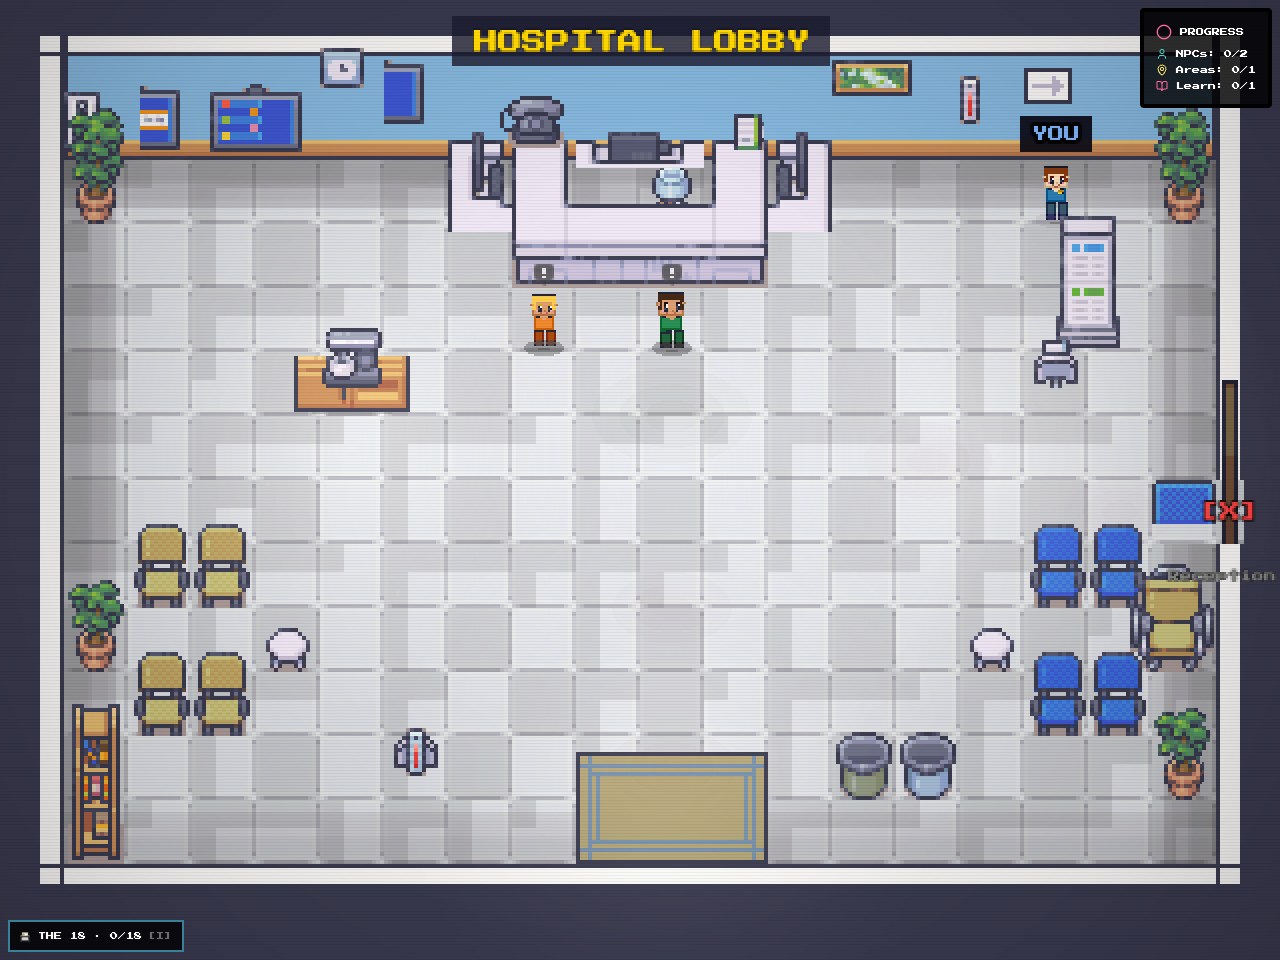 HOSPITAL LOBBY
PROGRESS
NPCs: 0/2
Areas: 0/1
Learn: 0/1
YOU
[X]
Reception
THE 18 · 0/18 [I]